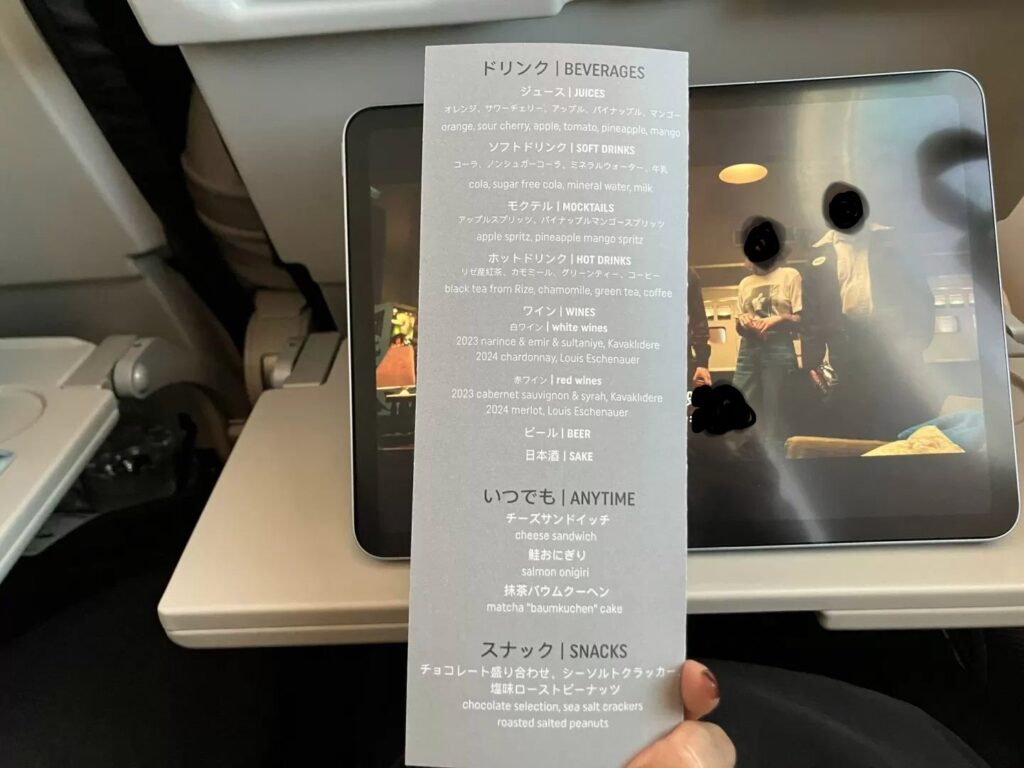 ドリンク | BEVERAGES
ジュース | JUICES
オレンジ、サワーチェリー、アップル、パイナップル、マンゴー
orange, sour cherry, apple, tomato, pineapple, mango
ソフトドリンク | SOFT DRINKS
コーラ、ノンシュガーコーラ、ミネラルウォーター、牛乳
cola, sugar free cola, mineral water, milk
モクテル | MOCKTAILS
アップルスプリッツ、パイナップルマンゴースプリッツ
apple spritz, pineapple mango spritz
ホットドリンク | HOT DRINKS
リゼ産紅茶、カモミール、グリーンティー、コーヒー
black tea from Rize, chamomile, green tea, coffee
ワイン | WINES
白ワイン | white wines
2023 narince & emir & sultaniye, Kavaklıdere
2024 chardonnay, Louis Eschenauer
赤ワイン | red wines
2023 cabernet sauvignon & syrah, Kavaklıdere
2024 merlot, Louis Eschenauer
ビール | BEER
日本酒 | SAKE
いつでも | ANYTIME
チーズサンドイッチ
cheese sandwich
鮭おにぎり
salmon onigiri
抹茶バウムクーヘン
matcha "baumkuchen" cake
スナック | SNACKS
チョコレート盛り合わせ、シーソルトクラッカー、
塩味ローストピーナッツ
chocolate selection, sea salt crackers
roasted salted peanuts